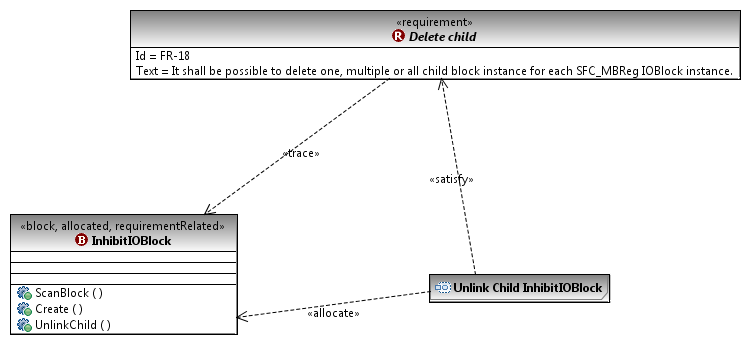 «requirement»
R Delete child
Id = FR-18
Text = It shall be possible to delete one, multiple or all child block instance for each SFC_MBReg IOBlock instance.
«trace»
«satisfy»
«block, allocated, requirementRelated»
B InhibitIOBlock
ScanBlock ( )
Create ( )
UnlinkChild ( )
Unlink Child InhibitIOBlock
«allocate»